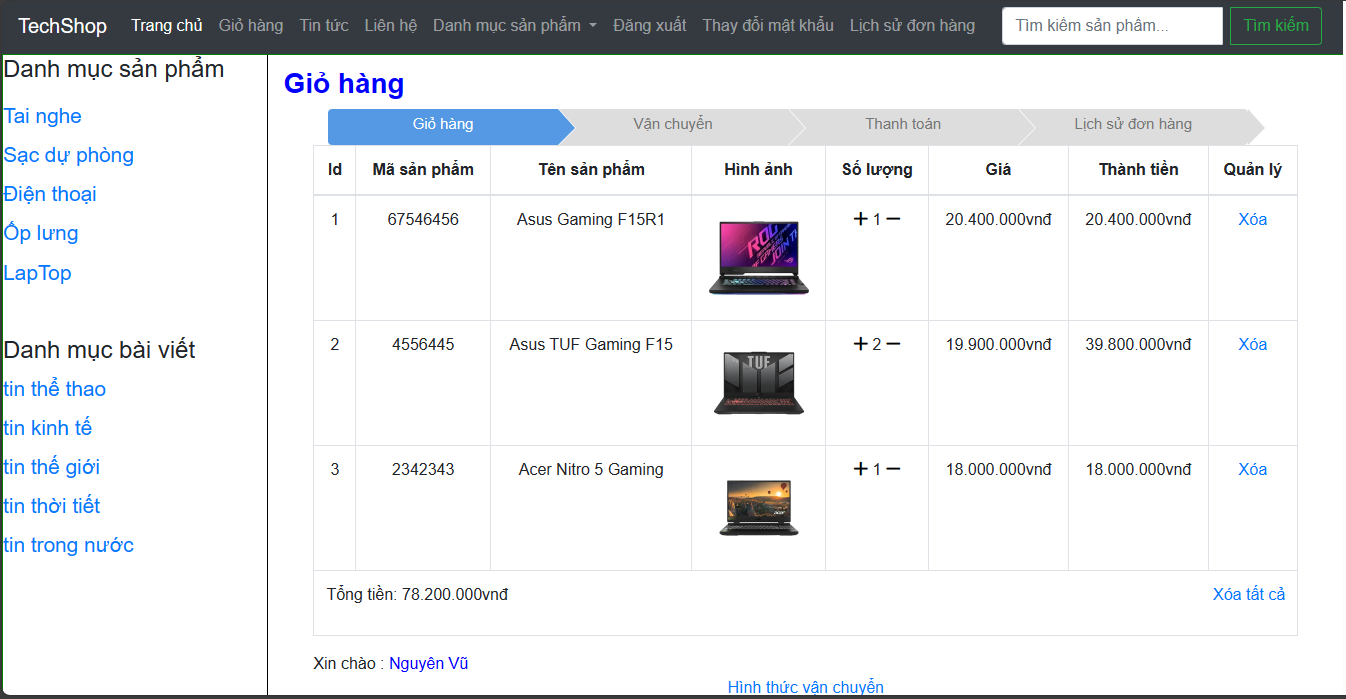 TechShop Trang chủ Giỏ hàng Tin tức Liên hệ Danh mục sản phẩm Đăng xuất Thay đổi mật khẩu Lịch sử đơn hàng Tìm kiếm sản phẩm... Tìm kiếm
Danh mục sản phẩm
Tai nghe
Sạc dự phòng
Điện thoại
Ốp lưng
LapTop
Danh mục bài viết
tin thể thao
tin kinh tế
tin thế giới
tin thời tiết
tin trong nước
Giỏ hàng
Giỏ hàng Vận chuyển Thanh toán Lịch sử đơn hàng
Id Mã sản phẩm Tên sản phẩm Hình ảnh Số lượng Giá Thành tiền Quản lý
1 67546456 Asus Gaming F15R1 + 1 − 20.400.000vnđ 20.400.000vnđ Xóa
2 4556445 Asus TUF Gaming F15 TUF + 2 − 19.900.000vnđ 39.800.000vnđ Xóa
3 2342343 Acer Nitro 5 Gaming acer + 1 − 18.000.000vnđ 18.000.000vnđ Xóa
Tổng tiền: 78.200.000vnđ Xóa tất cả
Xin chào : Nguyên Vũ
Hình thức vận chuyển